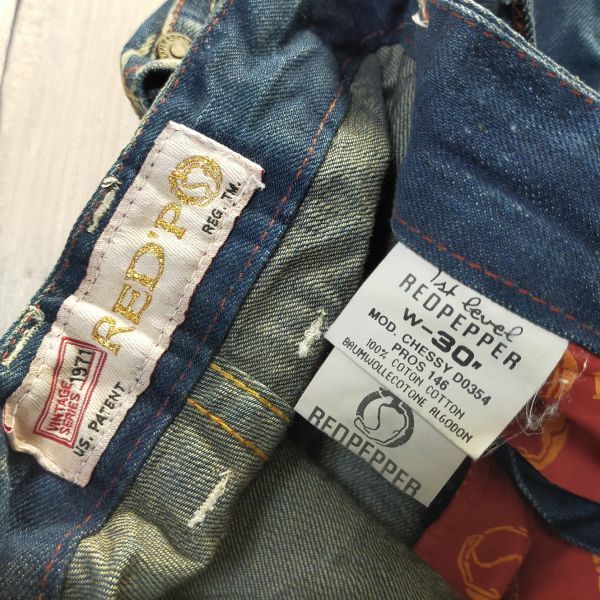 RED'P
REG. TM.
VINTAGE
SERIES 1971
US. PATENT
1st level
REDPEPPER
W-30"
MOD. CHESSY D0354
PROS 146
100% COTON COTTON
BAUMWOLLECOTONE ALGODON
REDPEPPER